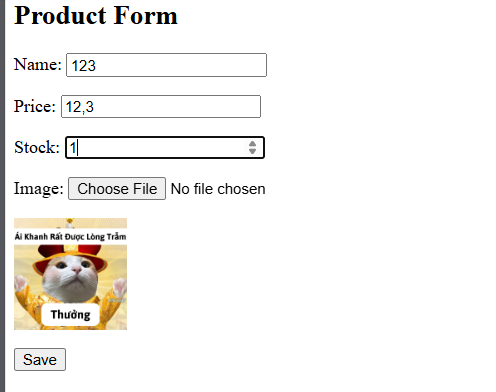 Product Form
Name: 123
Price: 12,3
Stock: 1
Image: Choose File No file chosen
Ái Khanh Rất Được Lòng Trẫm
Thưởng
Save